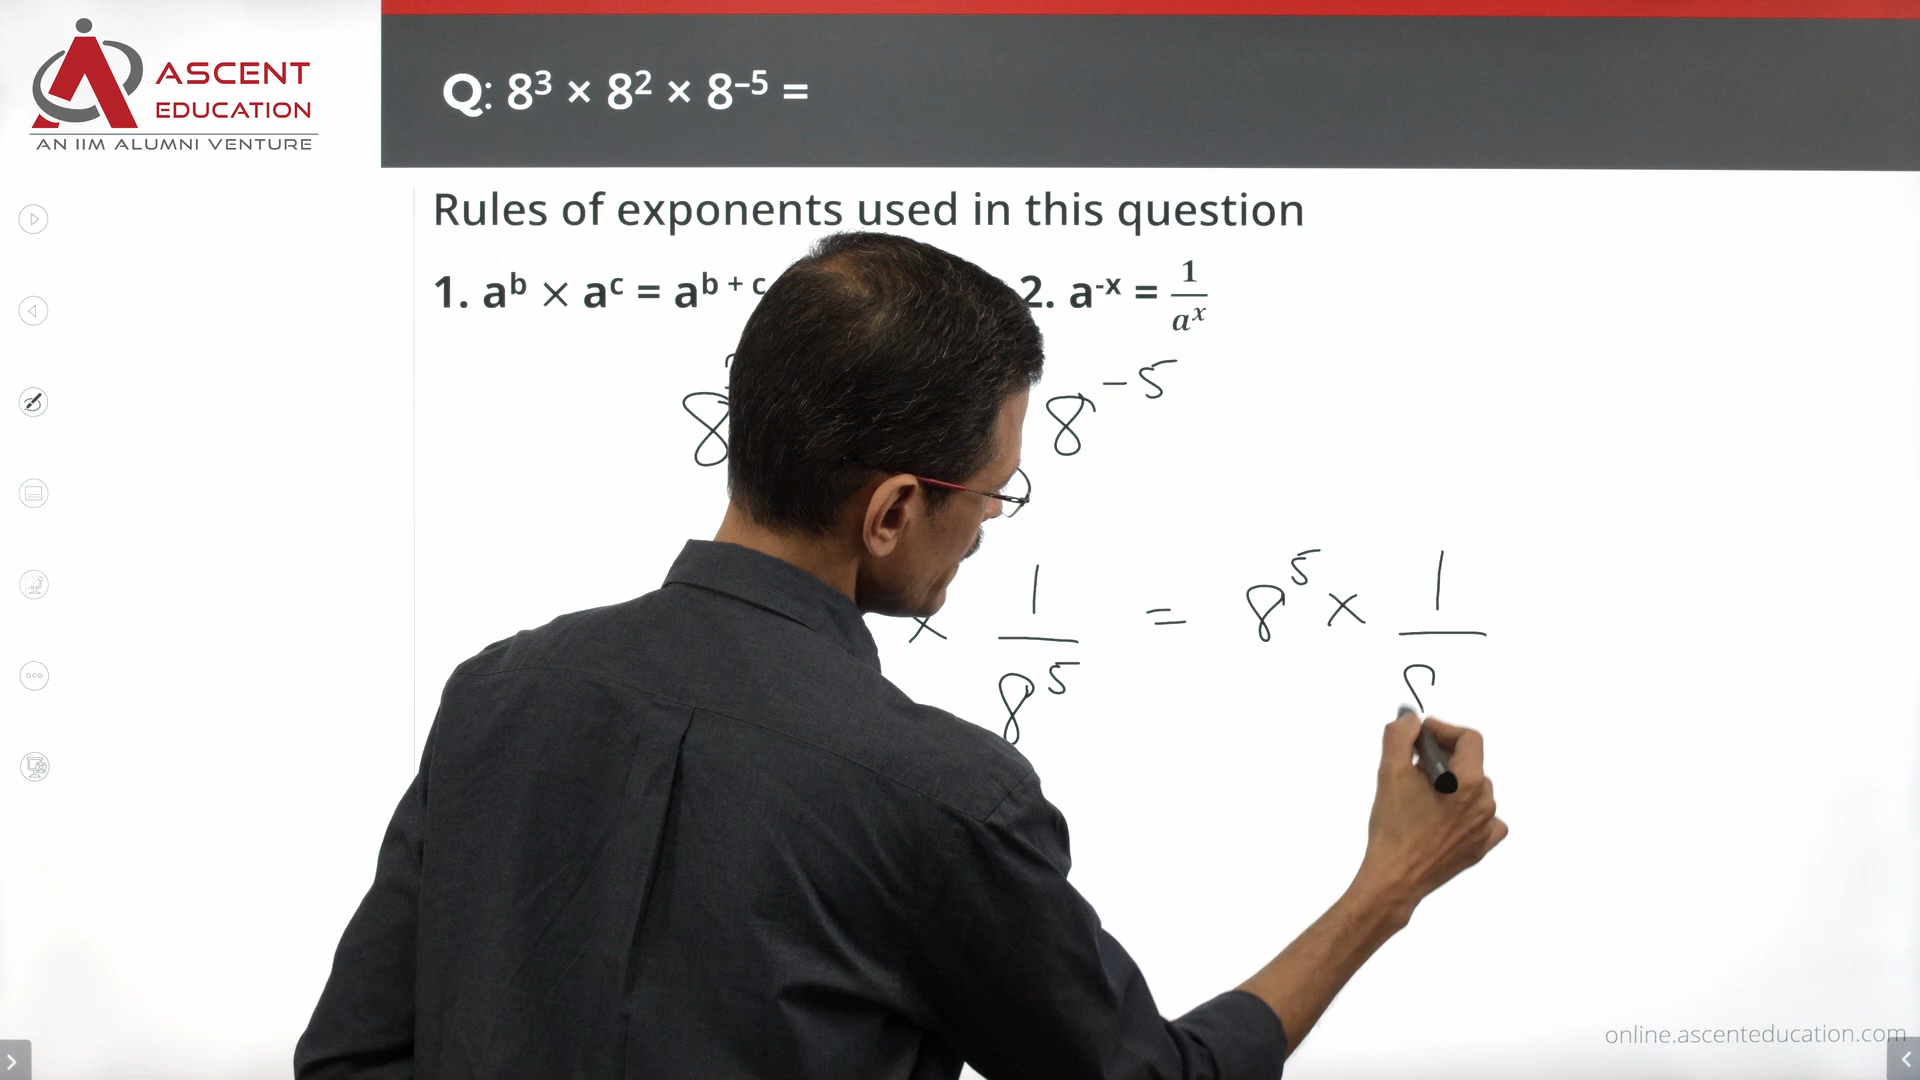 ASCENT
EDUCATION
AN IIM ALUMNI VENTURE
Q: 8³ × 8² × 8⁻⁵ =
Rules of exponents used in this question
1. aᵇ × aᶜ = aᵇ ⁺ ᶜ
2. a⁻ˣ = 1/aˣ
8 8⁻⁵
× 1/8⁵ = 8⁵ × 1/
online.ascenteducation.com